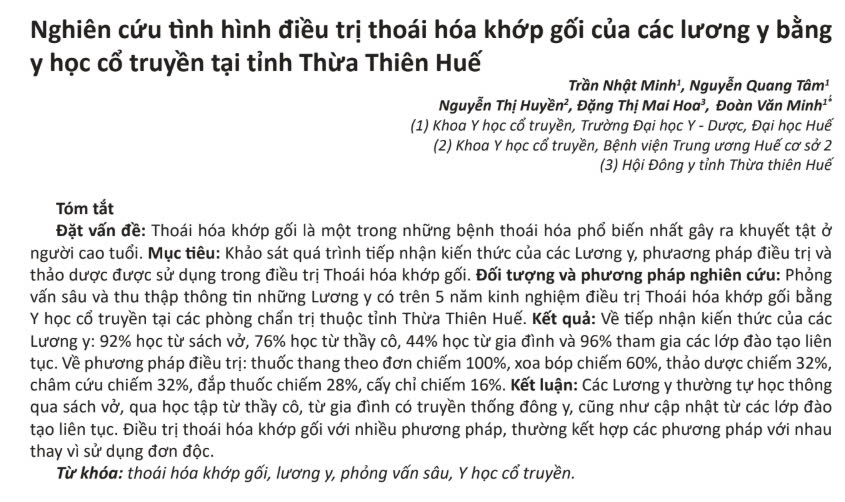 Nghiên cứu tình hình điều trị thoái hóa khớp gối của các lương y bằng
y học cổ truyền tại tỉnh Thừa Thiên Huế
Trần Nhật Minh¹, Nguyễn Quang Tâm¹
Nguyễn Thị Huyền², Đặng Thị Mai Hoa³, Đoàn Văn Minh¹*
(1) Khoa Y học cổ truyền, Trường Đại học Y - Dược, Đại học Huế
(2) Khoa Y học cổ truyền, Bệnh viện Trung ương Huế cơ sở 2
(3) Hội Đông y tỉnh Thừa thiên Huế
Tóm tắt
Đặt vấn đề: Thoái hóa khớp gối là một trong những bệnh thoái hóa phổ biến nhất gây ra khuyết tật ở
người cao tuổi. Mục tiêu: Khảo sát quá trình tiếp nhận kiến thức của các Lương y, phưaơng pháp điều trị và
thảo dược được sử dụng trong điều trị Thoái hóa khớp gối. Đối tượng và phương pháp nghiên cứu: Phỏng
vấn sâu và thu thập thông tin những Lương y có trên 5 năm kinh nghiệm điều trị Thoái hóa khớp gối bằng
Y học cổ truyền tại các phòng chẩn trị thuộc tỉnh Thừa Thiên Huế. Kết quả: Về tiếp nhận kiến thức của các
Lương y: 92% học từ sách vở, 76% học từ thầy cô, 44% học từ gia đình và 96% tham gia các lớp đào tạo liên
tục. Về phương pháp điều trị: thuốc thang theo đơn chiếm 100%, xoa bóp chiếm 60%, thảo dược chiếm 32%,
châm cứu chiếm 32%, đắp thuốc chiếm 28%, cấy chỉ chiếm 16%. Kết luận: Các Lương y thường tự học thông
qua sách vở, qua học tập từ thầy cô, từ gia đình có truyền thống đông y, cũng như cập nhật từ các lớp đào
tạo liên tục. Điều trị thoái hóa khớp gối với nhiều phương pháp, thường kết hợp các phương pháp với nhau
thay vì sử dụng đơn độc.
Từ khóa: thoái hóa khớp gối, lương y, phỏng vấn sâu, Y học cổ truyền.